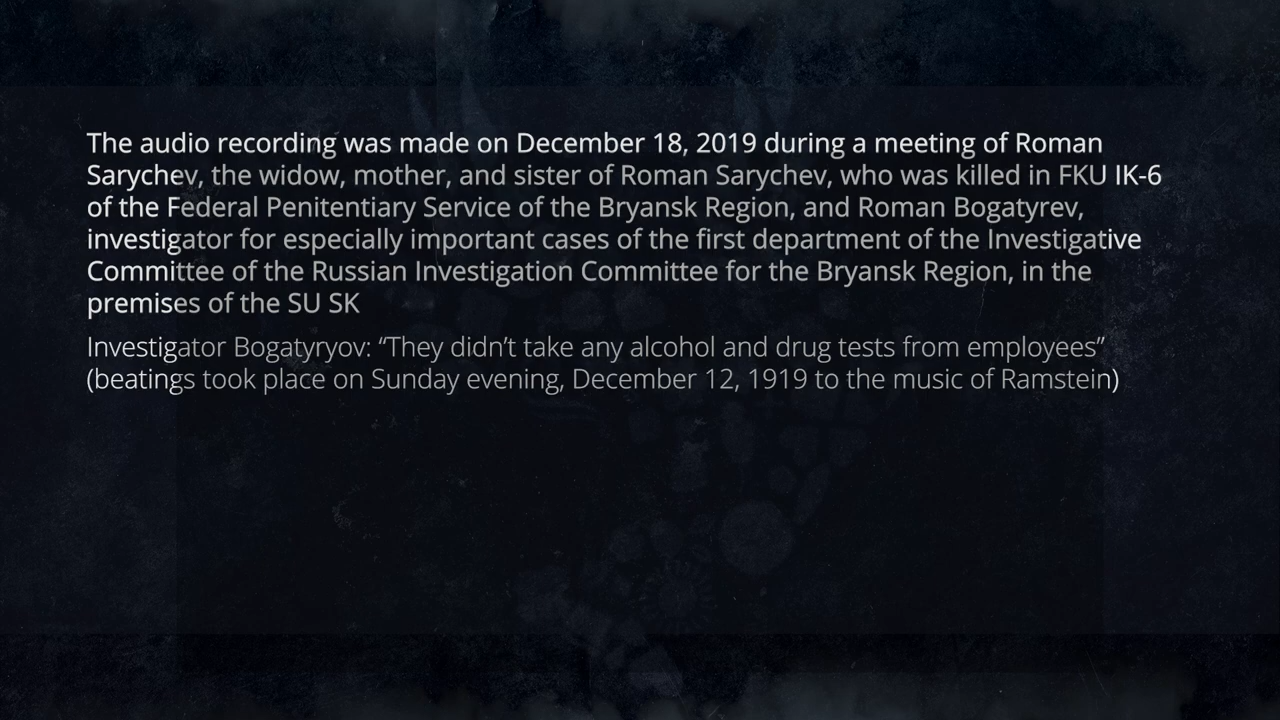 The audio recording was made on December 18, 2019 during a meeting of Roman
Sarychev, the widow, mother, and sister of Roman Sarychev, who was killed in FKU IK-6
of the Federal Penitentiary Service of the Bryansk Region, and Roman Bogatyrev,
investigator for especially important cases of the first department of the Investigative
Committee of the Russian Investigation Committee for the Bryansk Region, in the
premises of the SU SK
Investigator Bogatyryov: “They didn’t take any alcohol and drug tests from employees”
(beatings took place on Sunday evening, December 12, 1919 to the music of Ramstein)